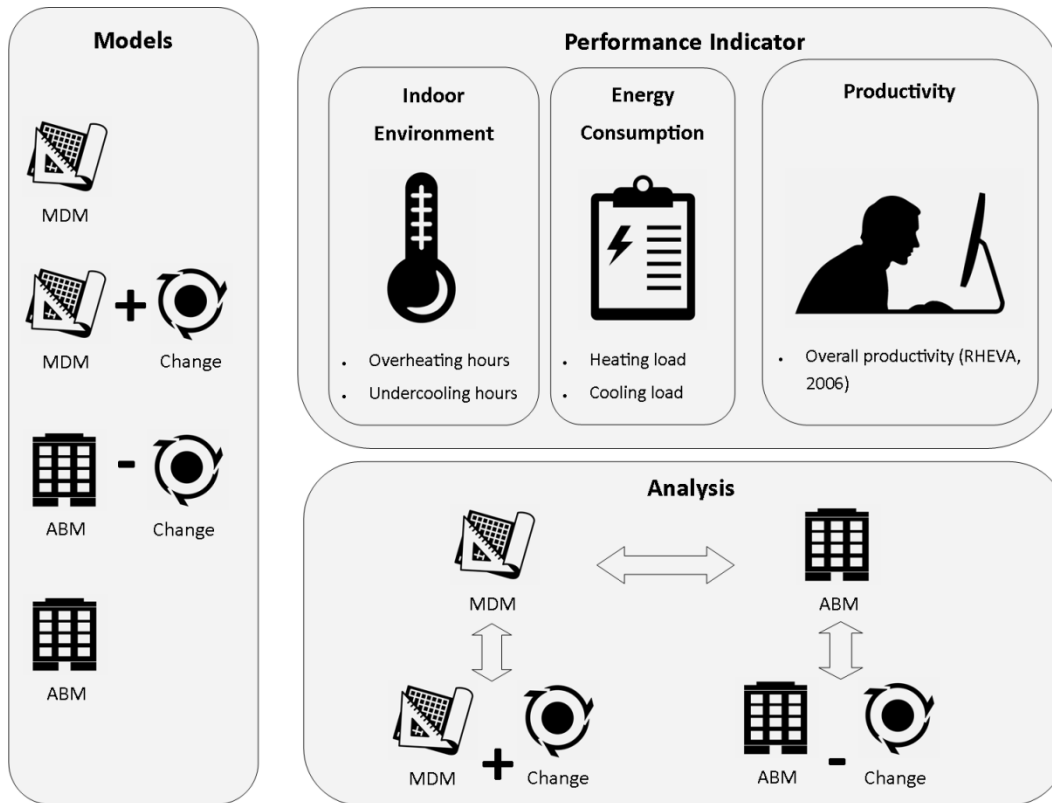 Models
MDM
MDM + Change
ABM - Change
ABM
Performance Indicator
Indoor
Environment
• Overheating hours
• Undercooling hours
Energy
Consumption
• Heating load
• Cooling load
Productivity
• Overall productivity (RHEVA,
2006)
Analysis
MDM
ABM
MDM + Change
ABM - Change